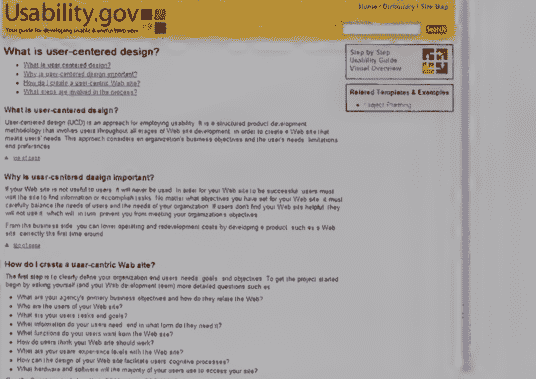 Usability.gov
Your guide for developing usable & useful Web sites
Home / Dictionary / Site Map
Search
What is user-centered design?
What is user-centered design?
Why is user-centered design important?
How do I create a user-centric Web site?
What steps are involved in the process?
Step by Step
Usability Guide
Visual Overview
Related Templates & Examples
Project Planning
What is user-centered design?
User-centered design (UCD) is an approach for employing usability. It is a structured product development
methodology that involves users throughout all stages of Web site development, in order to create a Web site that
meets users' needs. This approach considers an organization's business objectives and the user's needs, limitations
and preferences.
top of page
Why is user-centered design important?
If your Web site is not useful to users, it will never be used. In order for your Web site to be successful, users must
visit the site to find information or accomplish tasks. No matter what objectives you have set for your Web site, it must
carefully balance the needs of users and the needs of your organization. If users don't find your Web site helpful, they
will not use it, which will in turn, prevent you from meeting your organizations objectives.
From the business side, you can lower operating and redevelopment costs by developing a product, such as a Web
site, correctly the first time around.
top of page
How do I create a user-centric Web site?
The first step is to clearly define your organization and users needs, goals, and objectives. To get the project started,
begin by asking yourself (and your Web development team) more detailed questions such as
What are your agency's primary business objectives and how do they relate the Web?
Who are the users of your Web site?
What are your users tasks and goals?
What information do your users need, and in what form do they need it?
What functions do your users want from the Web site?
How do users think your Web site should work?
What are your users' experience levels with the Web site?
How can the design of your Web site facilitate users' cognitive processes?
What hardware and software will the majority of your users use to access your site?